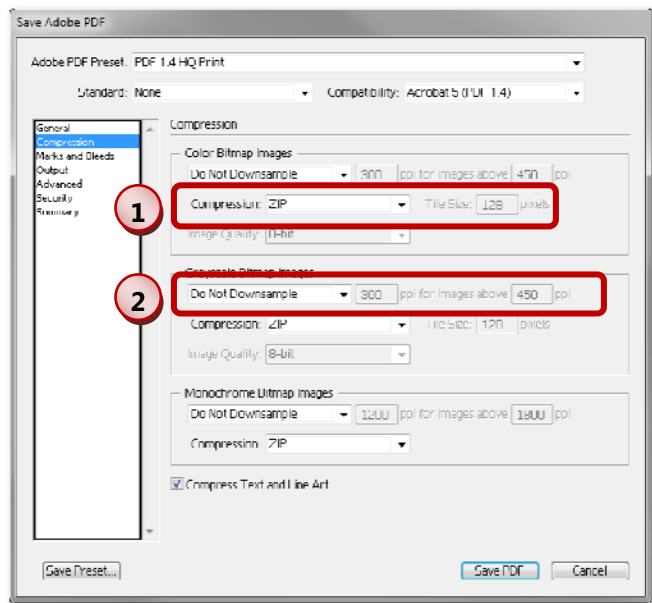 Save Adobe PDF
Adobe PDF Preset: PDF 1.4 HQ Print
Standard: None Compatibility: Acrobat 5 (PDF 1.4)
General
Compression
Marks and Bleeds
Output
Advanced
Security
Summary
Compression
Color Bitmap Images
Do Not Downsample 300 ppi for images above 450 ppi
1
Compression: ZIP Tile Size: 128 pixels
Image Quality: 8-bit
Grayscale Bitmap Images
2
Do Not Downsample 300 ppi for images above 450 ppi
Compression: ZIP Tile Size: 128 pixels
Image Quality: 8-bit
Monochrome Bitmap Images
Do Not Downsample 1200 ppi for images above 1800 ppi
Compression: ZIP
Compress Text and Line Art
Save Preset... Save PDF Cancel